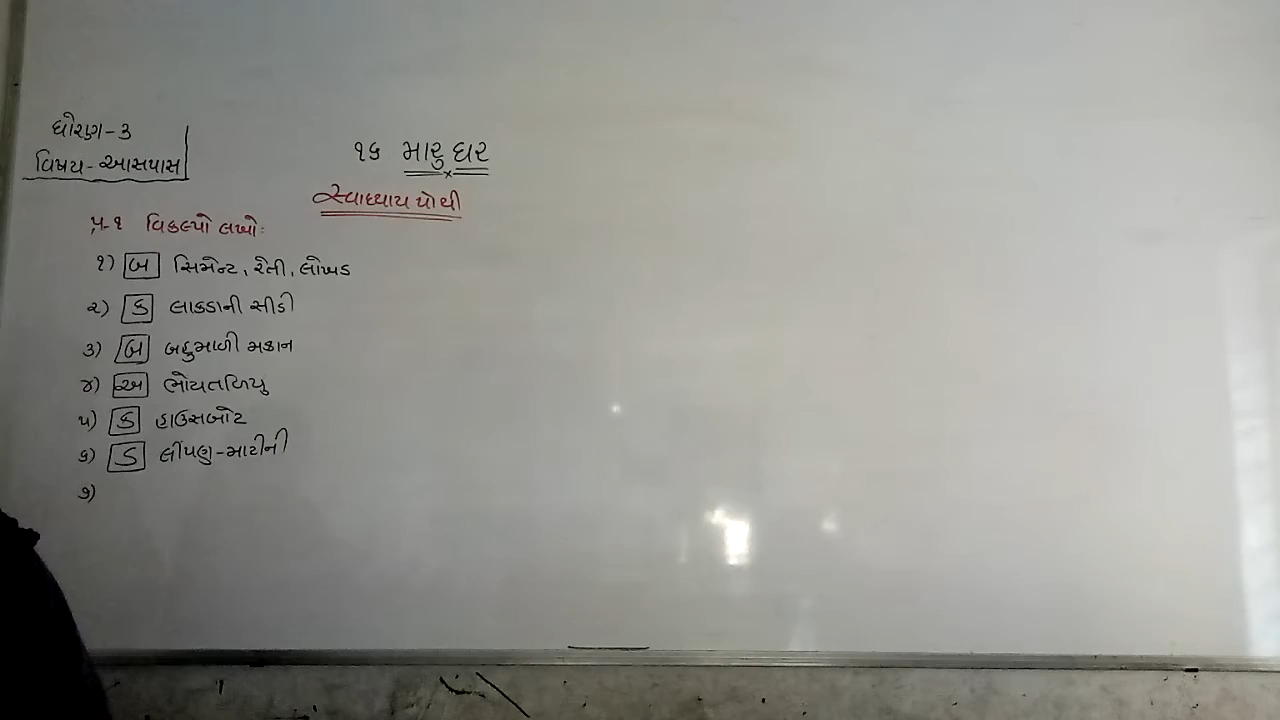 ધોરણ-૩
વિષય-આસપાસ
૧૬ મારુ ઘર
સ્વાધ્યાય પોથી
પ્ર-૧ વિકલ્પો લખો:
૧) બ સિમેન્ટ, રેતી, લોખડ
૨) ક લાકડાની સીડી
૩) બ બહુમાળી મકાન
૪) અ ભોયતળિયુ
૫) ક હાઉસબોટ
૬) ડ લીંપણ-માટીની
૭)